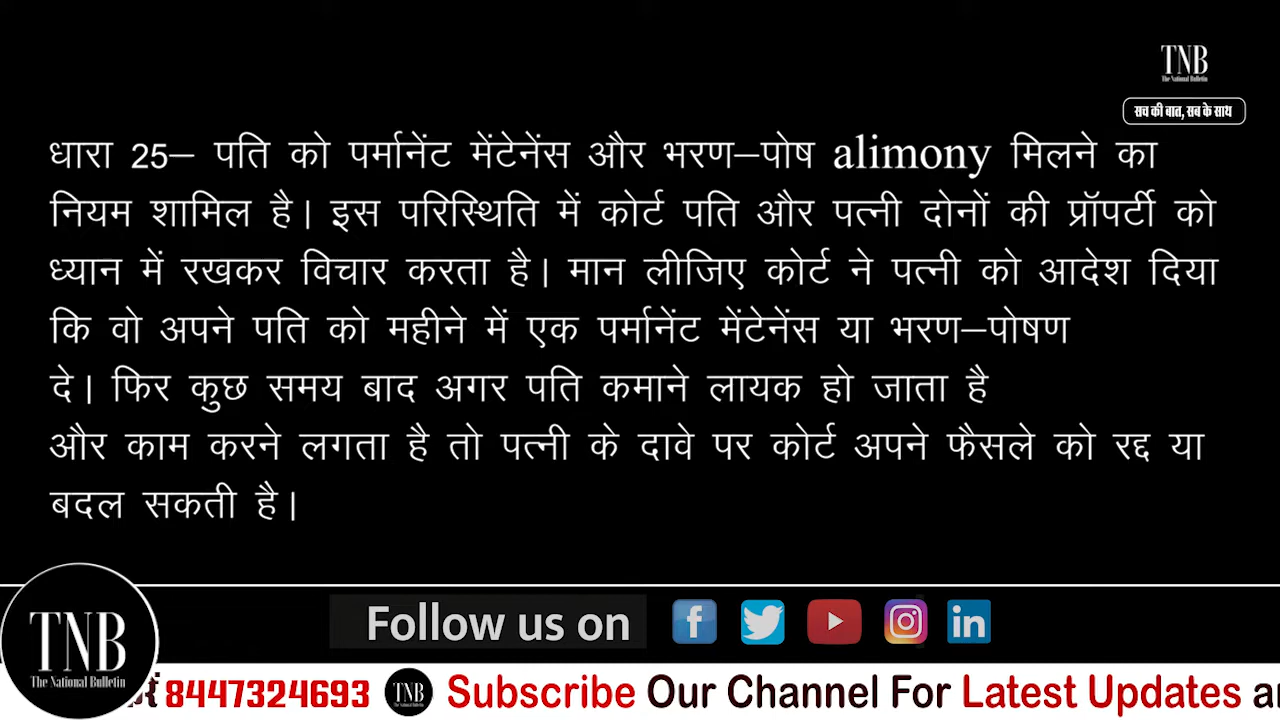 TNB
The National Bulletin
सच की बात, सब के साथ
धारा 25– पति को पर्मानेंट मेंटेनेंस और भरण–पोष alimony मिलने का
नियम शामिल है। इस परिस्थिति में कोर्ट पति और पत्नी दोनों की प्रॉपर्टी को
ध्यान में रखकर विचार करता है। मान लीजिए कोर्ट ने पत्नी को आदेश दिया
कि वो अपने पति को महीने में एक पर्मानेंट मेंटेनेंस या भरण–पोषण
दे। फिर कुछ समय बाद अगर पति कमाने लायक हो जाता है
और काम करने लगता है तो पत्नी के दावे पर कोर्ट अपने फैसले को रद्द या
बदल सकती है।
Follow us on
TNB
The National Bulletin
8447324693 TNB Subscribe Our Channel For Latest Updates